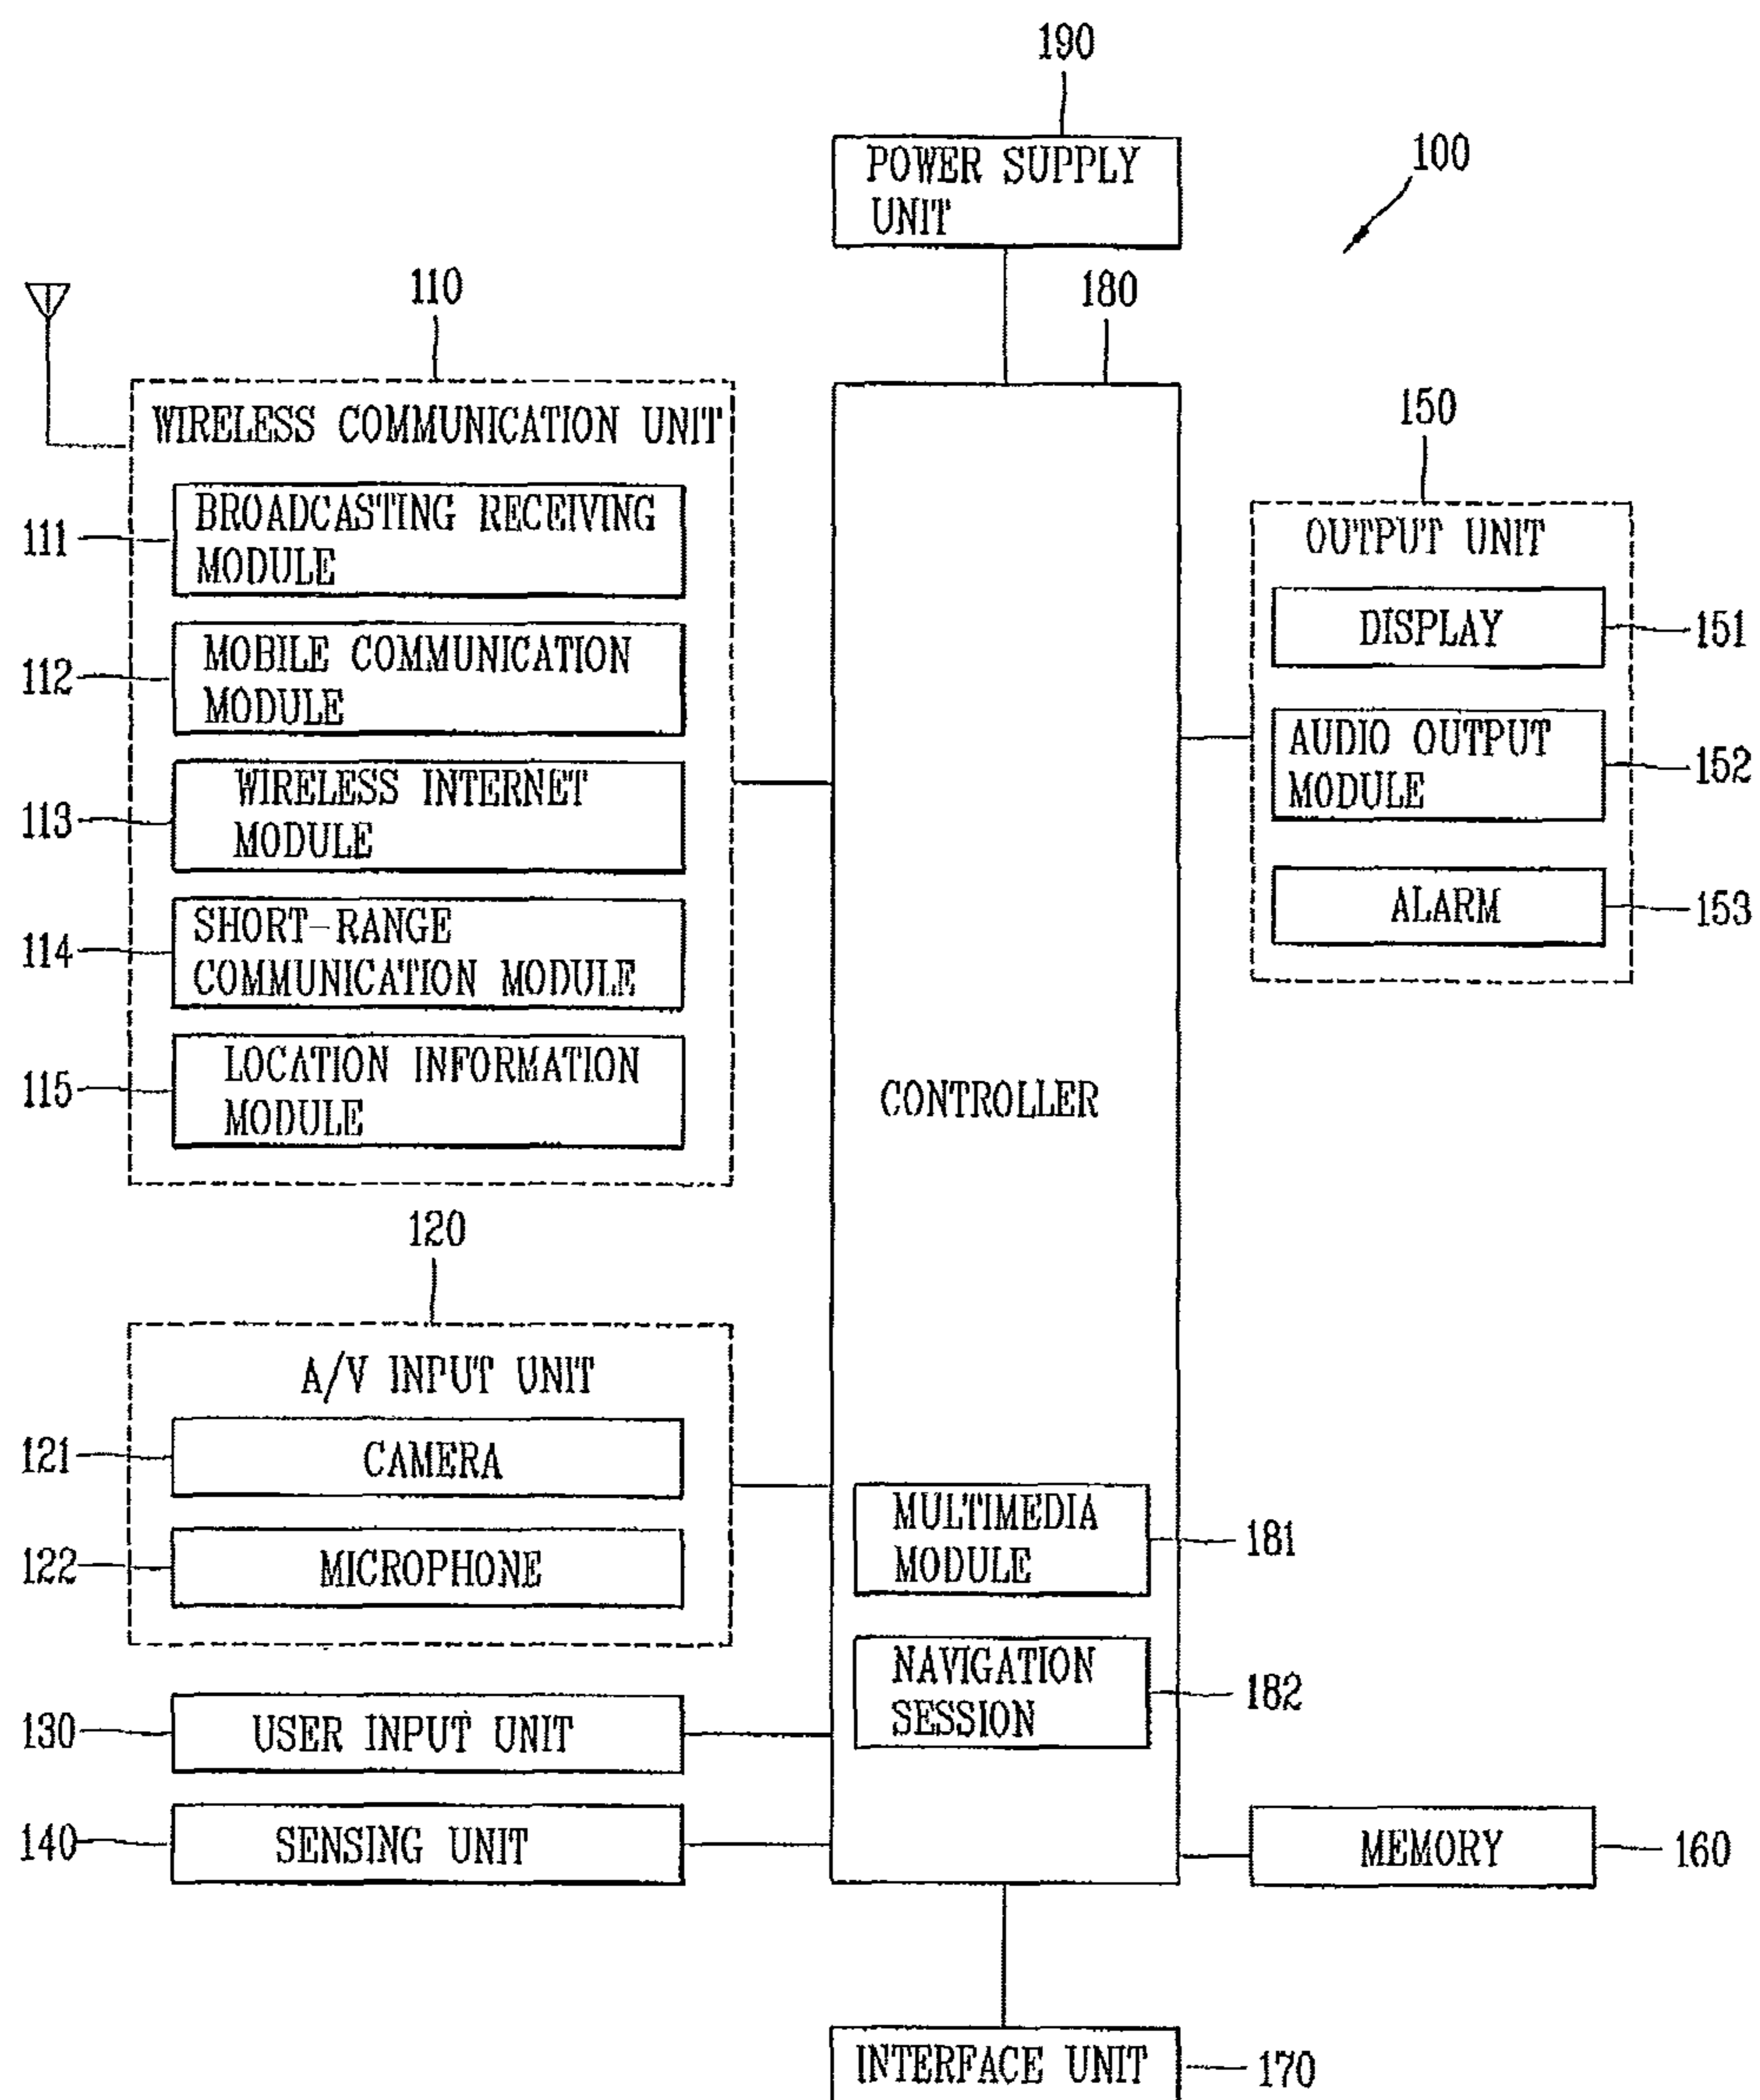 190
POWER SUPPLY
UNIT
100
110
180
WIRELESS COMMUNICATION UNIT
111
BROADCASTING RECEIVING
MODULE
112
MOBILE COMMUNICATION
MODULE
113
WIRELESS INTERNET
MODULE
114
SHORT-RANGE
COMMUNICATION MODULE
115
LOCATION INFORMATION
MODULE
150
OUTPUT UNIT
DISPLAY
151
AUDIO OUTPUT
MODULE
152
ALARM
153
CONTROLLER
120
A/V INPUT UNIT
121
CAMERA
122
MICROPHONE
MULTIMEDIA
MODULE
181
NAVIGATION
SESSION
182
130
USER INPUT UNIT
140
SENSING UNIT
MEMORY
160
INTERFACE UNIT
170